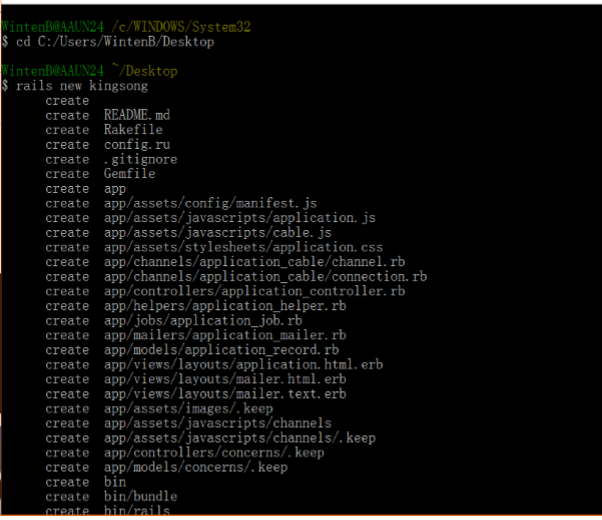 WintenB@AAUN24 /c/WINDOWS/System32
$ cd C:/Users/WintenB/Desktop
WintenB@AAUN24 ~/Desktop
$ rails new kingsong
create
create README.md
create Rakefile
create config.ru
create .gitignore
create Gemfile
create app
create app/assets/config/manifest.js
create app/assets/javascripts/application.js
create app/assets/javascripts/cable.js
create app/assets/stylesheets/application.css
create app/channels/application_cable/channel.rb
create app/channels/application_cable/connection.rb
create app/controllers/application_controller.rb
create app/helpers/application_helper.rb
create app/jobs/application_job.rb
create app/mailers/application_mailer.rb
create app/models/application_record.rb
create app/views/layouts/application.html.erb
create app/views/layouts/mailer.html.erb
create app/views/layouts/mailer.text.erb
create app/assets/images/.keep
create app/assets/javascripts/channels
create app/assets/javascripts/channels/.keep
create app/controllers/concerns/.keep
create app/models/concerns/.keep
create bin
create bin/bundle
create bin/rails